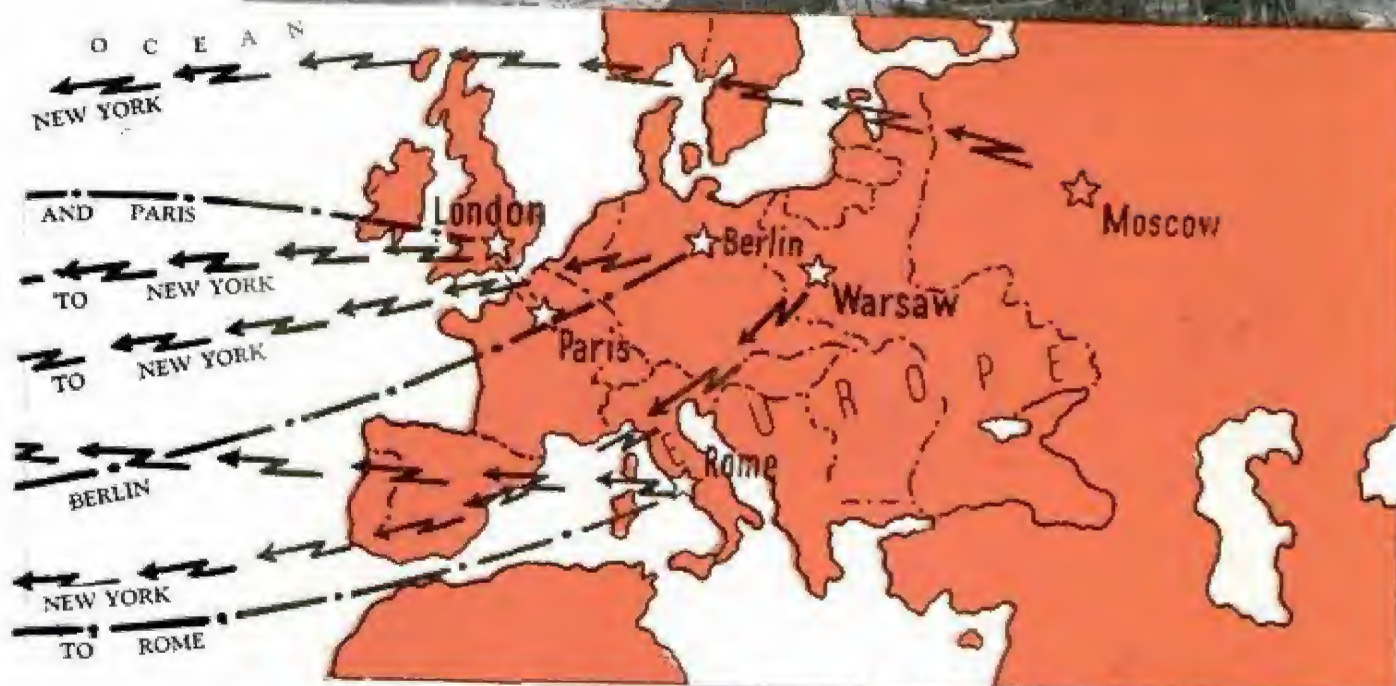 OCEAN
NEW YORK
AND PARIS
London
Berlin
Moscow
TO NEW YORK
Warsaw
TO NEW YORK
Paris
UROPE
Rome
BERLIN
NEW YORK
TO ROME